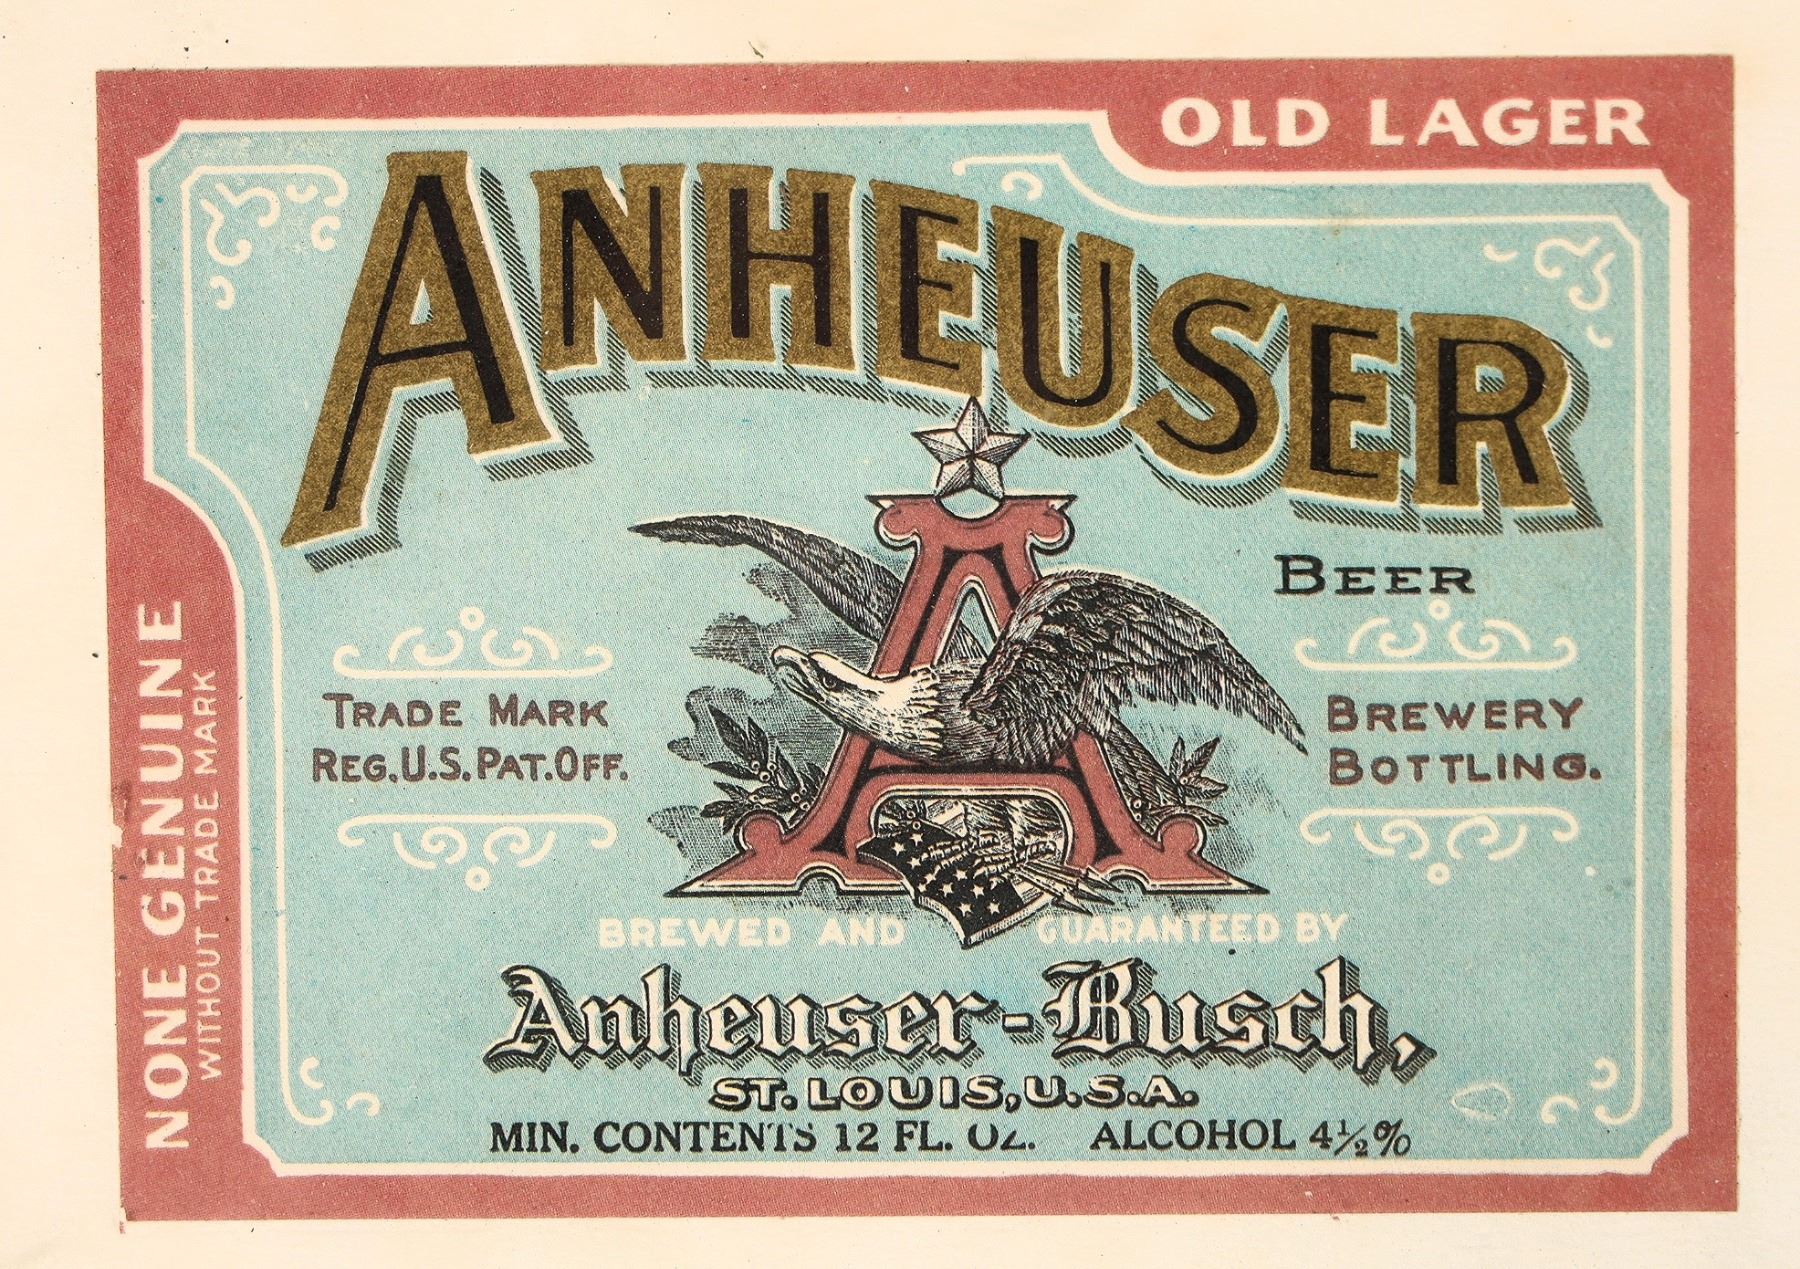 OLD LAGER
ANHEUSER
A
BEER
TRADE MARK
REG.U.S.PAT.OFF.
BREWERY
BOTTLING.
NONE GENUINE
WITHOUT TRADE MARK
BREWED AND GUARANTEED BY
Anheuser-Busch,
ST. LOUIS, U.S.A.
MIN. CONTENTS 12 FL. OZ. ALCOHOL 4½%